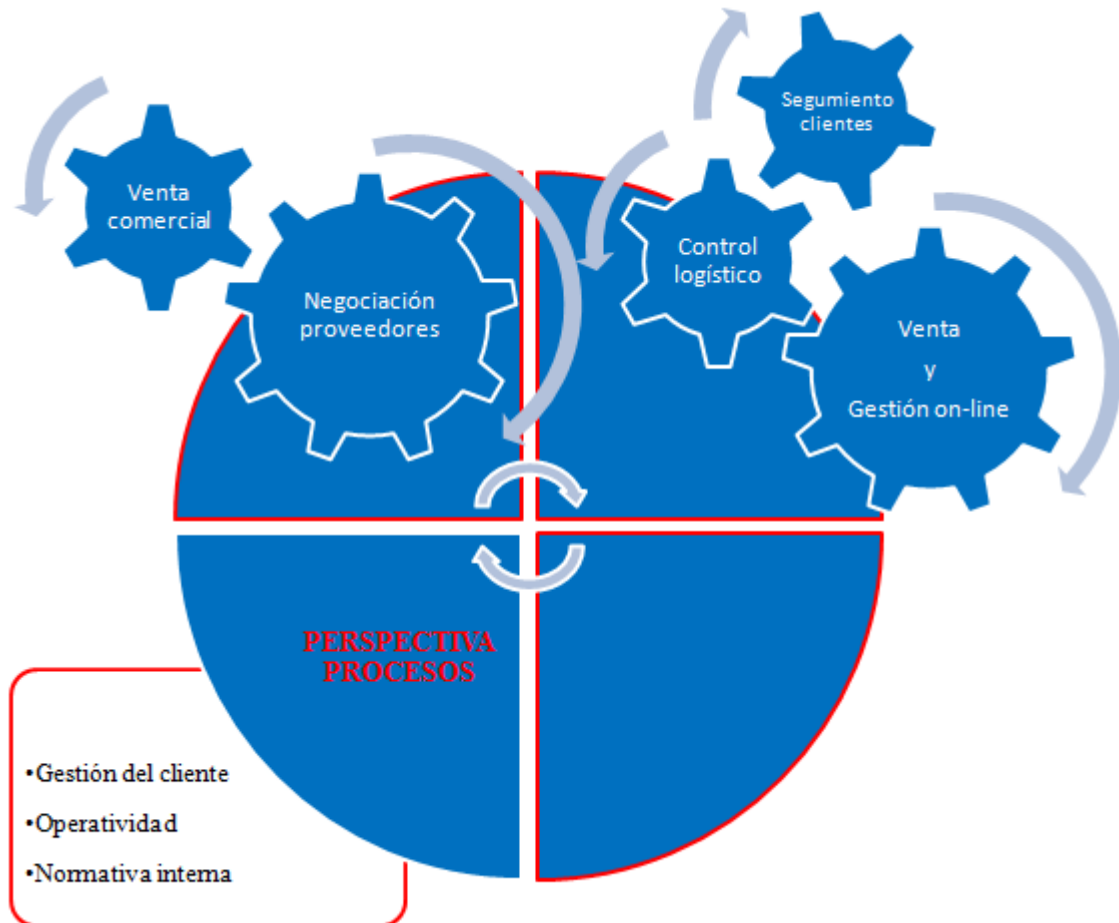 Segumiento
clientes
Venta
comercial
Negociación
proveedores
Control
logístico
Venta
y
Gestión on-line
PERSPECTIVA
PROCESOS
•Gestión del cliente
•Operatividad
•Normativa interna